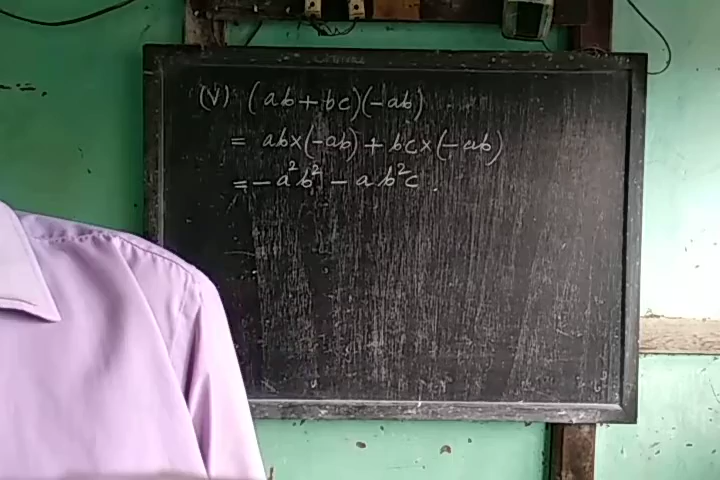 (V) (ab+bc)(-ab)
= ab×(-ab)+bc×(-ab)
= -a²b² - ab²c.